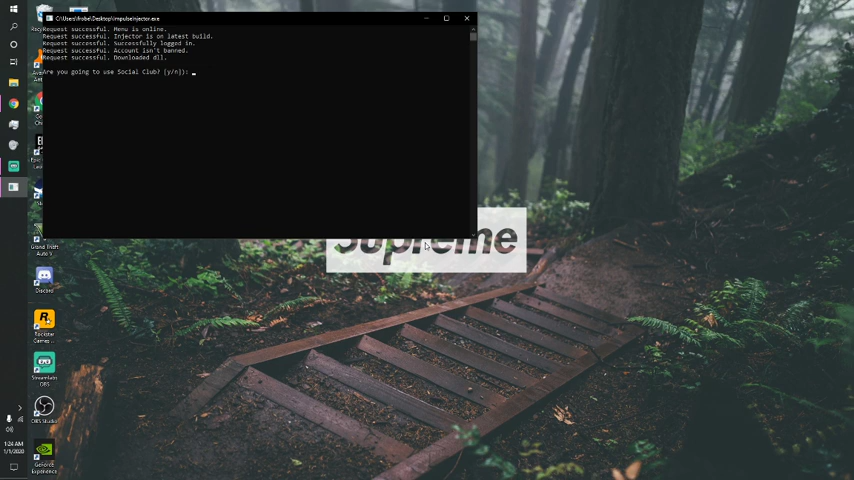 C:\Users\frobe\Desktop\Impulseinjector.exe
Request successful. Menu is online.
Request successful. Injector is on latest build.
Request successful. Successfully logged in.
Request successful. Account isn't banned.
Request successful. Downloaded dll.
Are you going to use Social Club? [y/n]:
Supreme
Grand Theft
Auto V
Discord
Rockstar
Games ...
Streamlabs
OBS
OBS Studio
GeForce
Experience
1:24 AM
1/1/2020